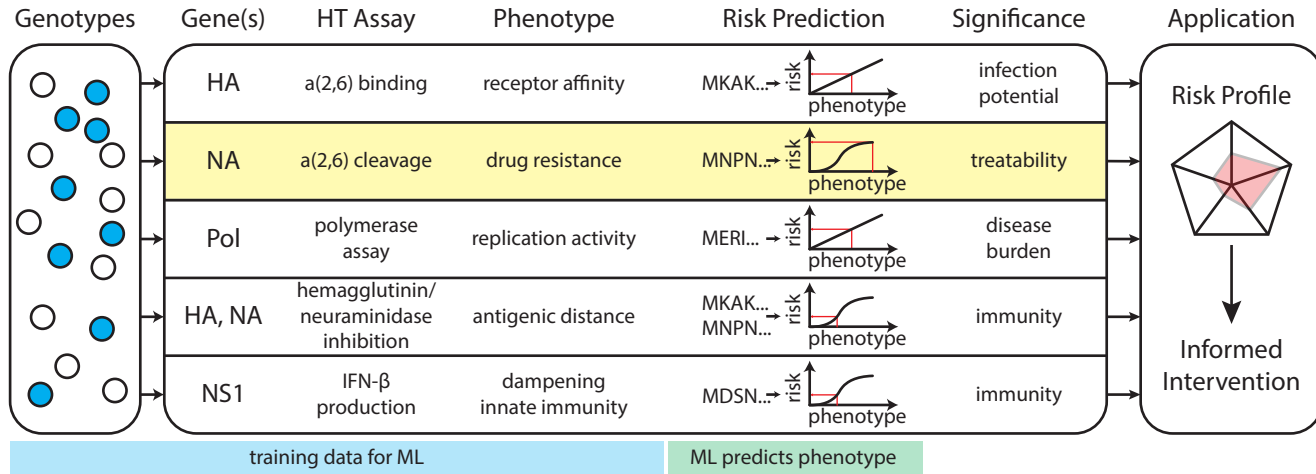 Genotypes
Gene(s)
HT Assay
Phenotype
Risk Prediction
Significance
Application
HA
a(2,6) binding
receptor affinity
MKAK...
risk
phenotype
infection
potential
NA
a(2,6) cleavage
drug resistance
MNPN...
risk
phenotype
treatability
Pol
polymerase
assay
replication activity
MERI...
risk
phenotype
disease
burden
HA, NA
hemagglutinin/
neuraminidase
inhibition
antigenic distance
MKAK...
MNPN...
risk
phenotype
immunity
NS1
IFN-β
production
dampening
innate immunity
MDSN...
risk
phenotype
immunity
Risk Profile
Informed
Intervention
training data for ML
ML predicts phenotype